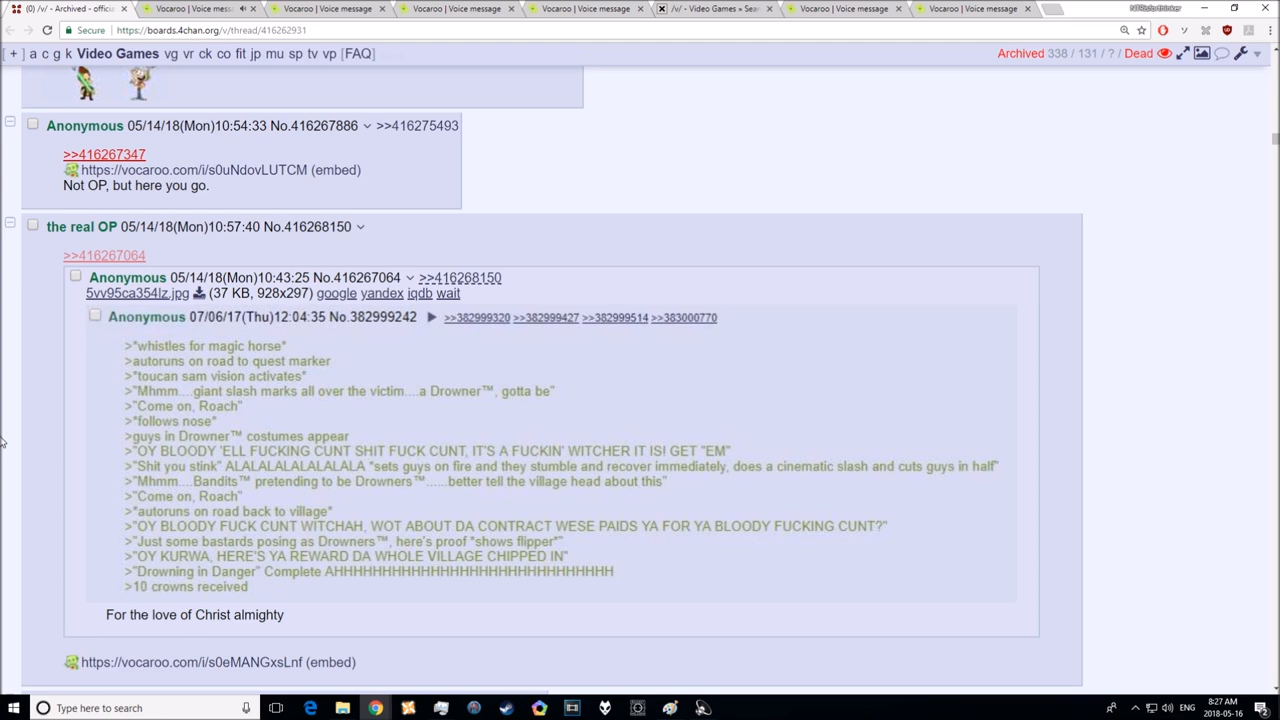 (0) /v/ - Archived - offici
Vocaroo | Voice mess
Vocaroo | Voice message
Vocaroo | Voice message
Vocaroo | Voice message
/v/ - Video Games » Sea
Vocaroo | Voice message
Vocaroo | Voice message
Secure | https://boards.4chan.org/v/thread/416262931
[+] a c g k Video Games vg vr ck co fit jp mu sp tv vp [FAQ]
Archived 338 / 131 / ? / Dead
Anonymous 05/14/18(Mon)10:54:33 No.416267886 >>416275493
>>416267347
https://vocaroo.com/i/s0uNdovLUTCM (embed)
Not OP, but here you go.
the real OP 05/14/18(Mon)10:57:40 No.416268150
>>416267064
Anonymous 05/14/18(Mon)10:43:25 No.416267064 >>416268150
5vv95ca354lz.jpg (37 KB, 928x297) google yandex iqdb wait
Anonymous 07/06/17(Thu)12:04:35 No.382999242 ▶ >>382999320 >>382999427 >>382999514 >>383000770
>*whistles for magic horse*
>autoruns on road to quest marker
>*toucan sam vision activates*
>"Mhmm....giant slash marks all over the victim....a Drowner™, gotta be"
>"Come on, Roach"
>*follows nose*
>guys in Drowner™ costumes appear
>"OY BLOODY 'ELL FUCKING CUNT SHIT FUCK CUNT, IT'S A FUCKIN' WITCHER IT IS! GET "EM"
>"Shit you stink" ALALALALALALALA *sets guys on fire and they stumble and recover immediately, does a cinematic slash and cuts guys in half"
>"Mhmm....Bandits™ pretending to be Drowners™......better tell the village head about this"
>"Come on, Roach"
>*autoruns on road back to village*
>"OY BLOODY FUCK CUNT WITCHAH, WOT ABOUT DA CONTRACT WESE PAIDS YA FOR YA BLOODY FUCKING CUNT?"
>"Just some bastards posing as Drowners™, here's proof *shows flipper*"
>"OY KURWA, HERE'S YA REWARD DA WHOLE VILLAGE CHIPPED IN"
>"Drowning in Danger" Complete AHHHHHHHHHHHHHHHHHHHHHHHHHHH
>10 crowns received
For the love of Christ almighty
https://vocaroo.com/i/s0eMANGxsLnf (embed)
Type here to search
8:27 AM
2018-05-16